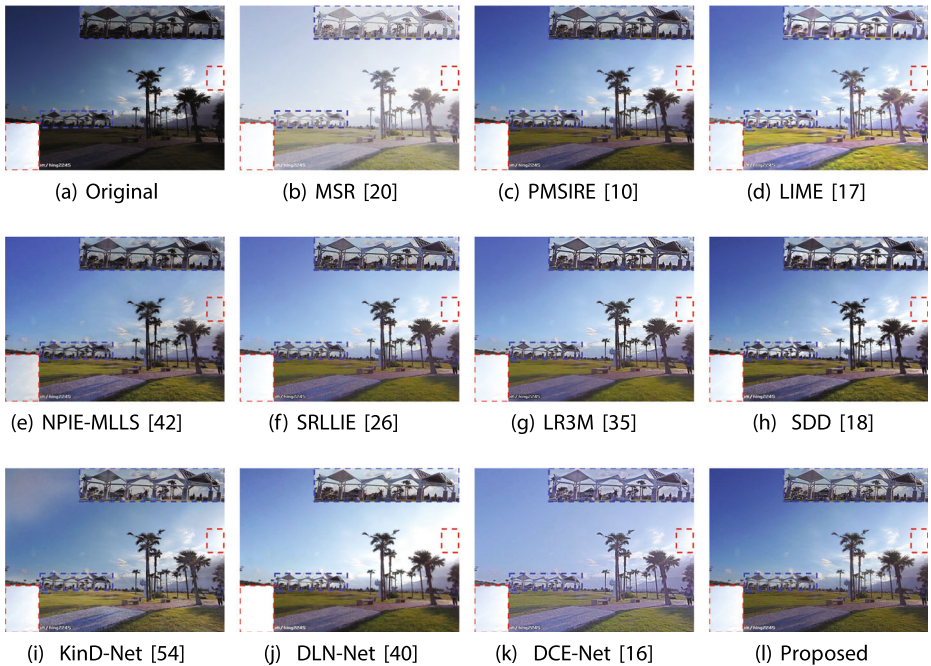 (a) Original
(b) MSR [20]
(c) PMSIRE [10]
(d) LIME [17]
(e) NPIE-MLLS [42]
(f) SRLLIE [26]
(g) LR3M [35]
(h) SDD [18]
(i) KinD-Net [54]
(j) DLN-Net [40]
(k) DCE-Net [16]
(l) Proposed